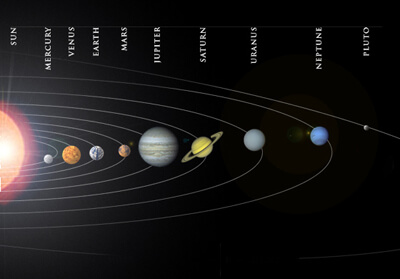 SUN
MERCURY
VENUS
EARTH
MARS
JUPITER
SATURN
URANUS
NEPTUNE
PLUTO